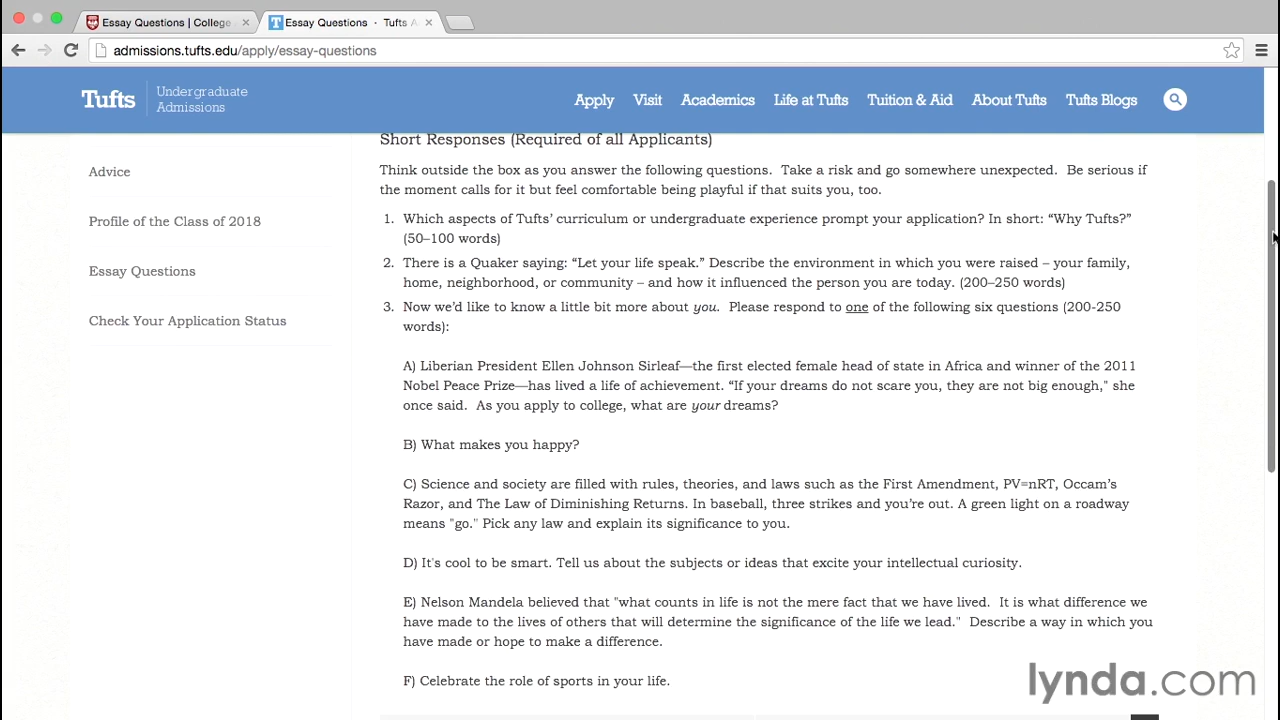 Essay Questions | College
Essay Questions · Tufts A
admissions.tufts.edu/apply/essay-questions
Tufts
Undergraduate
Admissions
Apply
Visit
Academics
Life at Tufts
Tuition & Aid
About Tufts
Tufts Blogs
Advice
Profile of the Class of 2018
Essay Questions
Check Your Application Status
Short Responses (Required of all Applicants)
Think outside the box as you answer the following questions.  Take a risk and go somewhere unexpected.  Be serious if
the moment calls for it but feel comfortable being playful if that suits you, too.
1. Which aspects of Tufts’ curriculum or undergraduate experience prompt your application? In short: “Why Tufts?”
(50–100 words)
2. There is a Quaker saying: “Let your life speak.” Describe the environment in which you were raised – your family,
home, neighborhood, or community – and how it influenced the person you are today. (200–250 words)
3. Now we’d like to know a little bit more about you.  Please respond to one of the following six questions (200-250
words):
A) Liberian President Ellen Johnson Sirleaf—the first elected female head of state in Africa and winner of the 2011
Nobel Peace Prize—has lived a life of achievement. “If your dreams do not scare you, they are not big enough," she
once said.  As you apply to college, what are your dreams?
B) What makes you happy?
C) Science and society are filled with rules, theories, and laws such as the First Amendment, PV=nRT, Occam’s
Razor, and The Law of Diminishing Returns. In baseball, three strikes and you’re out. A green light on a roadway
means "go." Pick any law and explain its significance to you.
D) It's cool to be smart. Tell us about the subjects or ideas that excite your intellectual curiosity.
E) Nelson Mandela believed that "what counts in life is not the mere fact that we have lived.  It is what difference we
have made to the lives of others that will determine the significance of the life we lead."  Describe a way in which you
have made or hope to make a difference.
F) Celebrate the role of sports in your life.
lynda.com